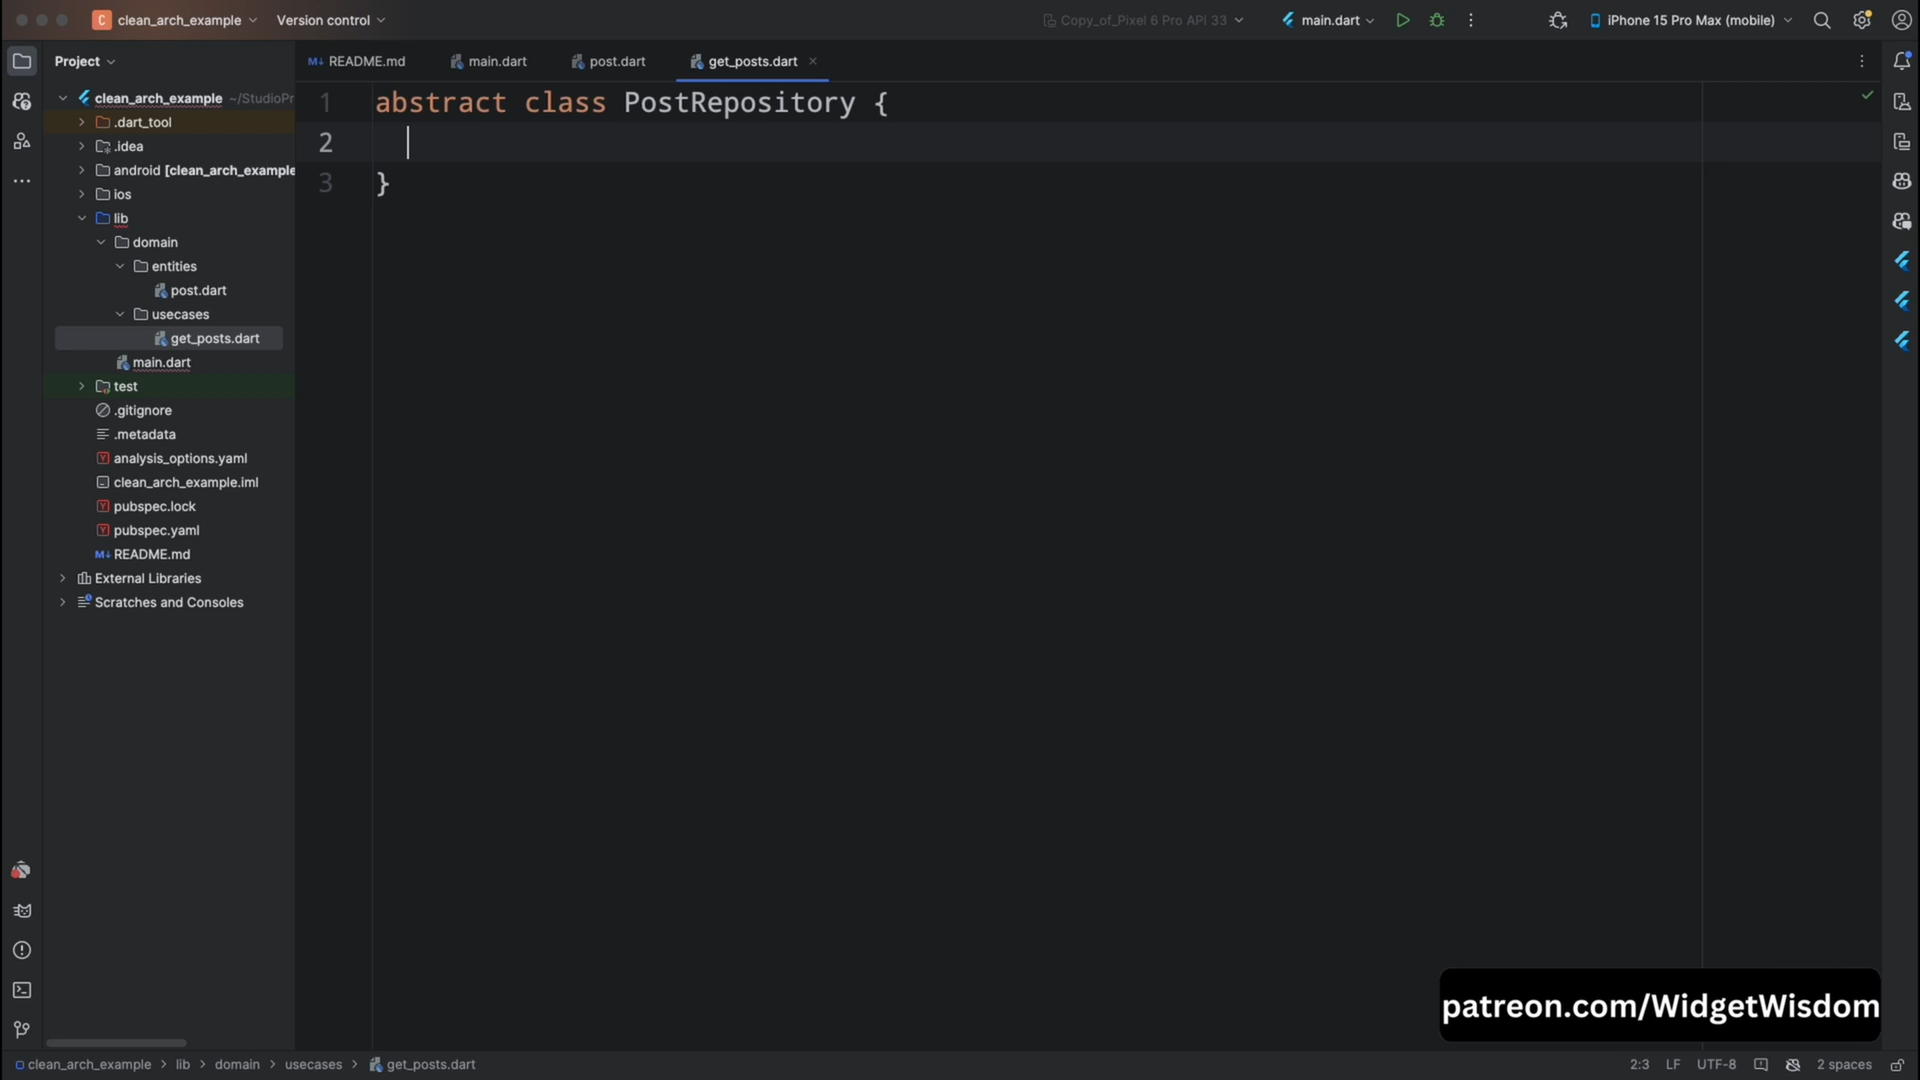 C clean_arch_example Version control Copy_of_Pixel 6 Pro API 33 main.dart iPhone 15 Pro Max (mobile)
Project
README.md main.dart post.dart get_posts.dart
clean_arch_example ~/StudioPr
.dart_tool
.idea
android [clean_arch_example
ios
lib
domain
entities
post.dart
usecases
get_posts.dart
main.dart
test
.gitignore
.metadata
analysis_options.yaml
clean_arch_example.iml
pubspec.lock
pubspec.yaml
README.md
External Libraries
Scratches and Consoles
1 abstract class PostRepository {
2
3 }
patreon.com/WidgetWisdom
clean_arch_example > lib > domain > usecases > get_posts.dart 2:3 LF UTF-8 2 spaces